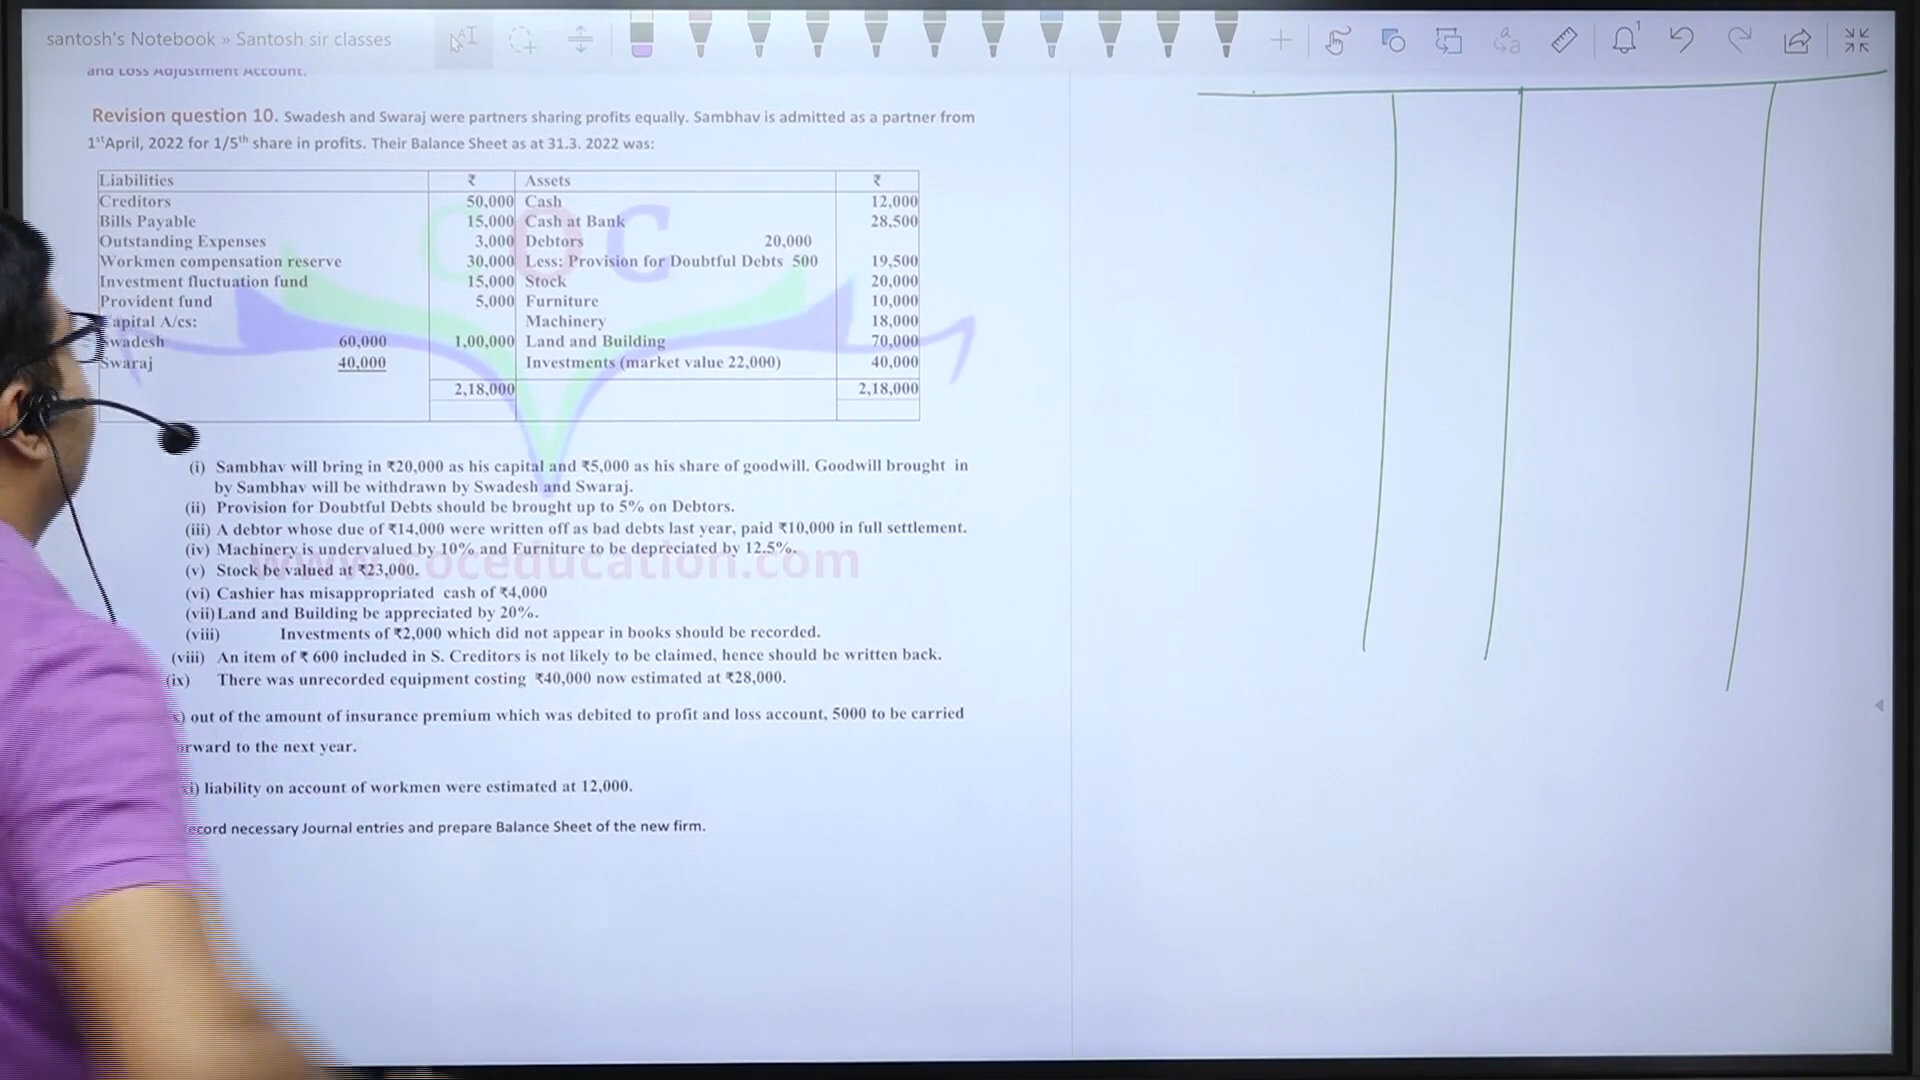 santosh's Notebook » Santosh sir classes
and Loss Adjustment Account.
Revision question 10. Swadesh and Swaraj were partners sharing profits equally. Sambhav is admitted as a partner from
1st April, 2022 for 1/5th share in profits. Their Balance Sheet as at 31.3. 2022 was:
Liabilities ₹ Assets ₹
Creditors 50,000 Cash 12,000
Bills Payable 15,000 Cash at Bank 28,500
Outstanding Expenses 3,000 Debtors 20,000
Workmen compensation reserve 30,000 Less: Provision for Doubtful Debts 500 19,500
Investment fluctuation fund 15,000 Stock 20,000
Provident fund 5,000 Furniture 10,000
apital A/cs: Machinery 18,000
Swadesh 60,000 1,00,000 Land and Building 70,000
Swaraj 40,000 Investments (market value 22,000) 40,000
2,18,000 2,18,000
COC
(i) Sambhav will bring in ₹20,000 as his capital and ₹5,000 as his share of goodwill. Goodwill brought in
by Sambhav will be withdrawn by Swadesh and Swaraj.
(ii) Provision for Doubtful Debts should be brought up to 5% on Debtors.
(iii) A debtor whose due of ₹14,000 were written off as bad debts last year, paid ₹10,000 in full settlement.
(iv) Machinery is undervalued by 10% and Furniture to be depreciated by 12.5%.
www.coceducation.com
(v) Stock be valued at ₹23,000.
(vi) Cashier has misappropriated cash of ₹4,000
(vii) Land and Building be appreciated by 20%.
(viii) Investments of ₹2,000 which did not appear in books should be recorded.
(viii) An item of ₹ 600 included in S. Creditors is not likely to be claimed, hence should be written back.
(ix) There was unrecorded equipment costing ₹40,000 now estimated at ₹28,000.
) out of the amount of insurance premium which was debited to profit and loss account, 5000 to be carried
rward to the next year.
i) liability on account of workmen were estimated at 12,000.
ecord necessary Journal entries and prepare Balance Sheet of the new firm.